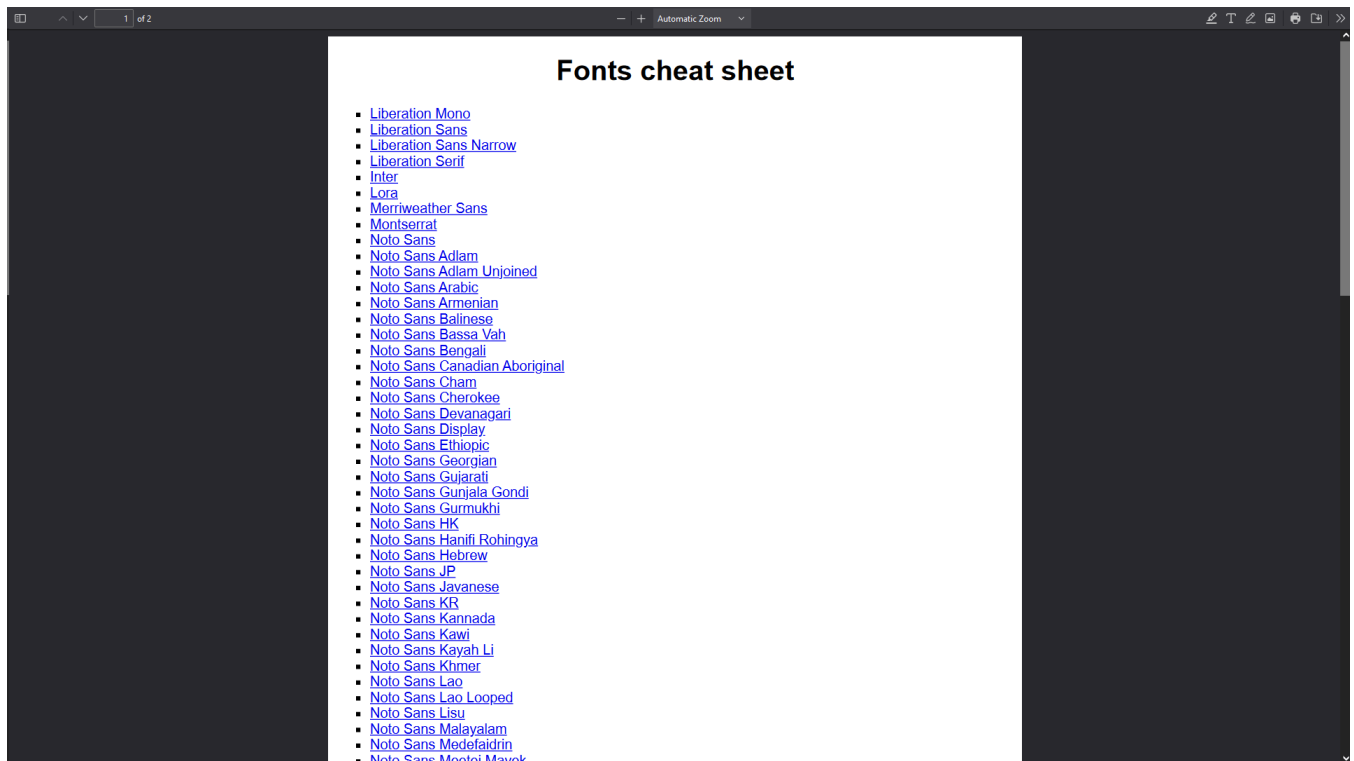 1 of 2
Automatic Zoom
Fonts cheat sheet
Liberation Mono
Liberation Sans
Liberation Sans Narrow
Liberation Serif
Inter
Lora
Merriweather Sans
Montserrat
Noto Sans
Noto Sans Adlam
Noto Sans Adlam Unjoined
Noto Sans Arabic
Noto Sans Armenian
Noto Sans Balinese
Noto Sans Bassa Vah
Noto Sans Bengali
Noto Sans Canadian Aboriginal
Noto Sans Cham
Noto Sans Cherokee
Noto Sans Devanagari
Noto Sans Display
Noto Sans Ethiopic
Noto Sans Georgian
Noto Sans Gujarati
Noto Sans Gunjala Gondi
Noto Sans Gurmukhi
Noto Sans HK
Noto Sans Hanifi Rohingya
Noto Sans Hebrew
Noto Sans JP
Noto Sans Javanese
Noto Sans KR
Noto Sans Kannada
Noto Sans Kawi
Noto Sans Kayah Li
Noto Sans Khmer
Noto Sans Lao
Noto Sans Lao Looped
Noto Sans Lisu
Noto Sans Malayalam
Noto Sans Medefaidrin
Noto Sans Meetei Mayek